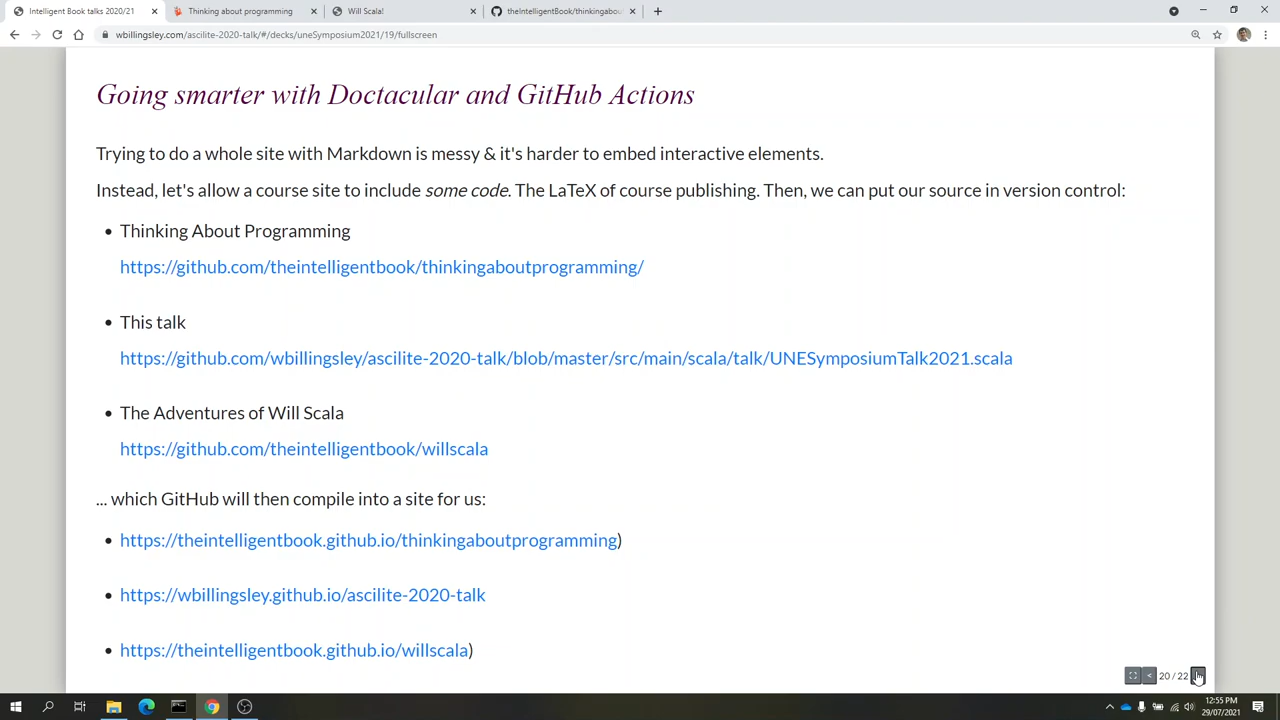 Intelligent Book talks 2020/21
Thinking about programming
Will Scala!
theIntelligentBook/thinkingabou
wbillingsley.com/ascilite-2020-talk/#/decks/uneSymposium2021/19/fullscreen
Going smarter with Doctacular and GitHub Actions
Trying to do a whole site with Markdown is messy & it's harder to embed interactive elements.
Instead, let's allow a course site to include some code. The LaTeX of course publishing. Then, we can put our source in version control:
• Thinking About Programming
https://github.com/theintelligentbook/thinkingaboutprogramming/
• This talk
https://github.com/wbillingsley/ascilite-2020-talk/blob/master/src/main/scala/talk/UNESymposiumTalk2021.scala
• The Adventures of Will Scala
https://github.com/theintelligentbook/willscala
... which GitHub will then compile into a site for us:
• https://theintelligentbook.github.io/thinkingaboutprogramming)
• https://wbillingsley.github.io/ascilite-2020-talk
• https://theintelligentbook.github.io/willscala)
< 20 / 22
12:55 PM
29/07/2021